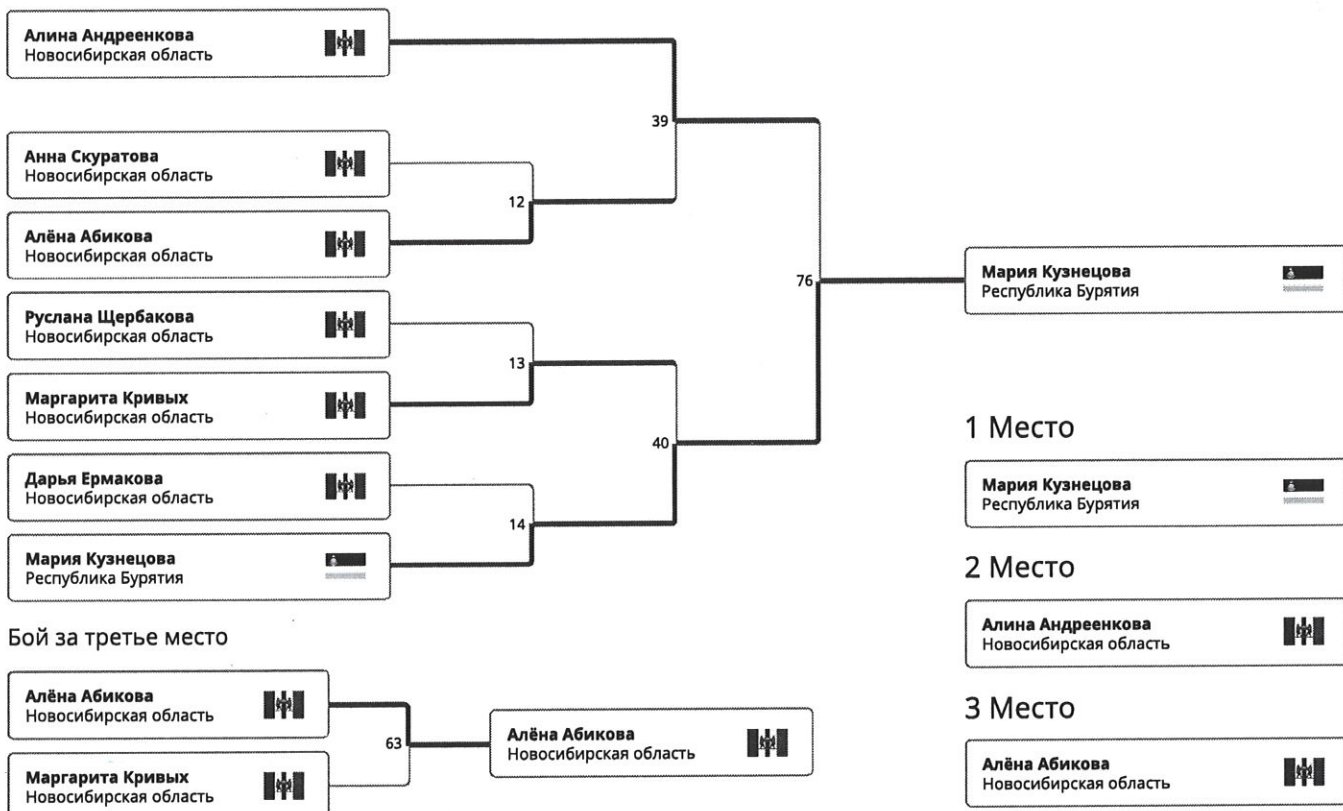 Алина Андреенкова
Новосибирская область
39
Анна Скуратова
Новосибирская область
12
Алёна Абикова
Новосибирская область
Руслана Щербакова
Новосибирская область
13
Маргарита Кривых
Новосибирская область
40
Дарья Ермакова
Новосибирская область
14
Мария Кузнецова
Республика Бурятия
76
Мария Кузнецова
Республика Бурятия
1 Место
Мария Кузнецова
Республика Бурятия
2 Место
Алина Андреенкова
Новосибирская область
3 Место
Алёна Абикова
Новосибирская область
Бой за третье место
Алёна Абикова
Новосибирская область
63
Маргарита Кривых
Новосибирская область
Алёна Абикова
Новосибирская область